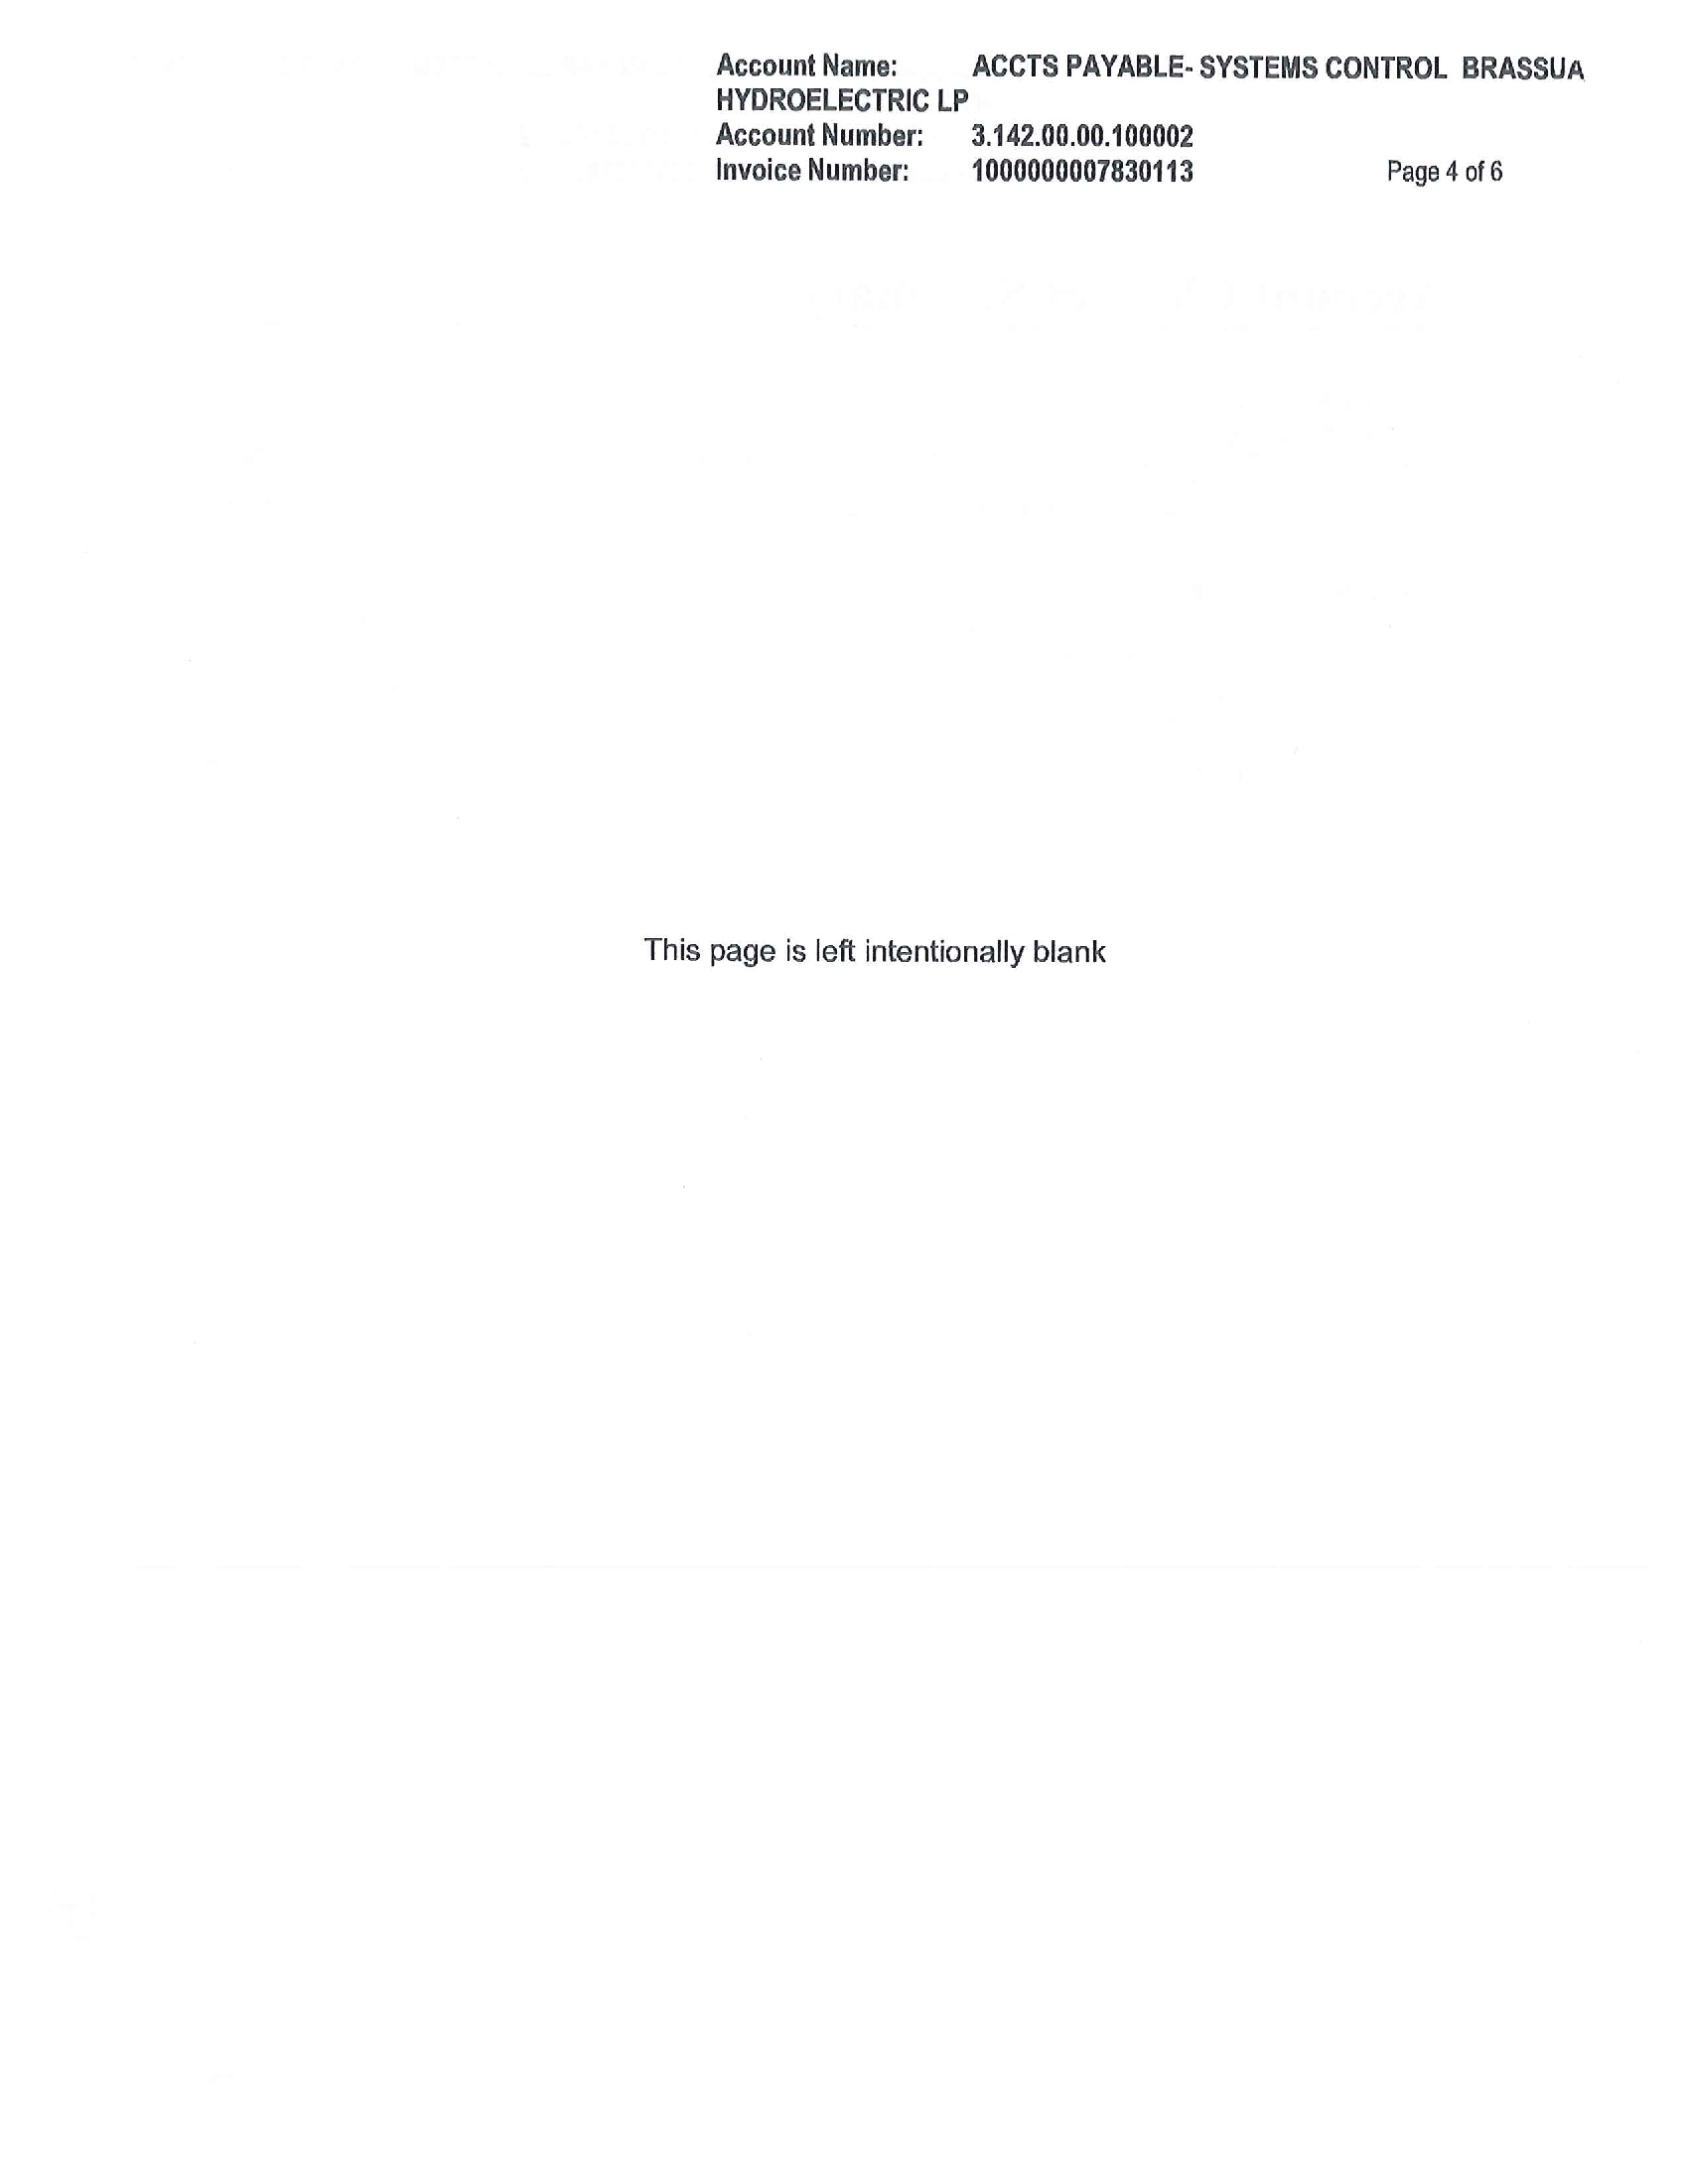 Account Name: ACCTS PAYABLE- SYSTEMS CONTROL BRASSUA
HYDROELECTRIC LP
Account Number: 3.142.00.00.100002
Invoice Number: 1000000007830113 Page 4 of 6
This page is left intentionally blank